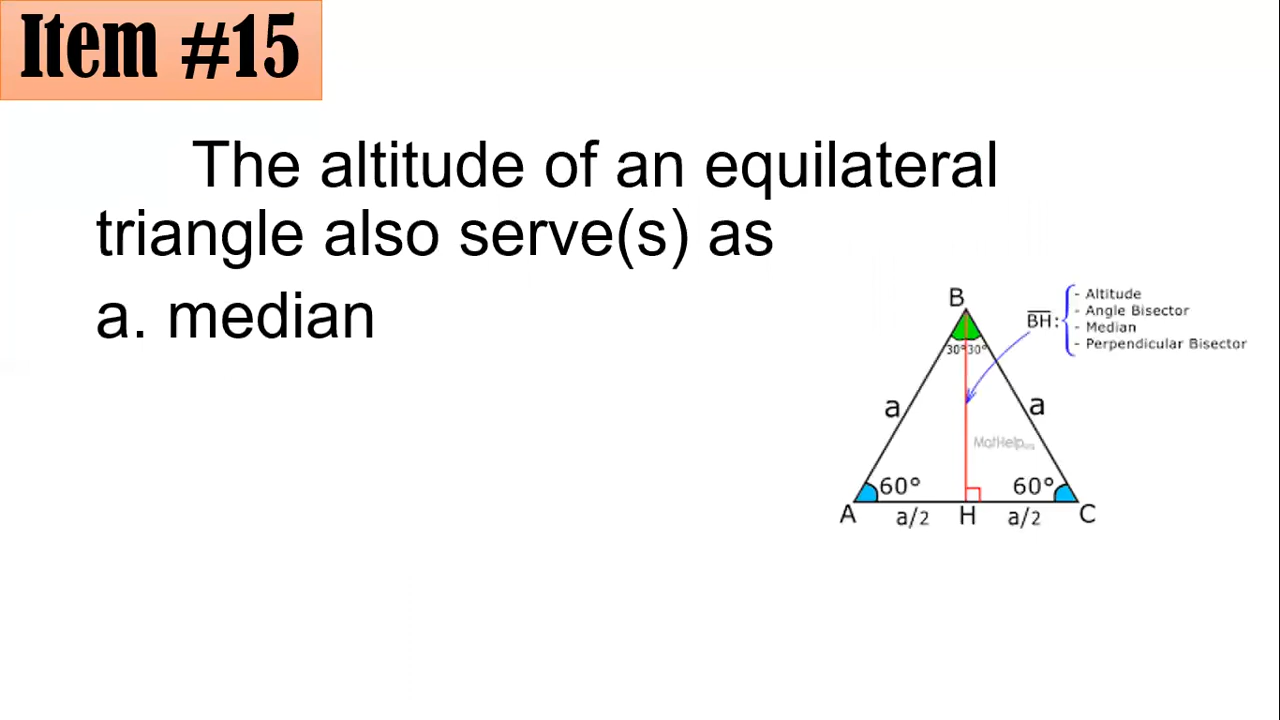 Item #15
The altitude of an equilateral
triangle also serve(s) as
a. median
B
BH:
- Altitude
- Angle Bisector
- Median
- Perpendicular Bisector
30° 30°
a
a
60°
60°
A
a/2
H
a/2
C